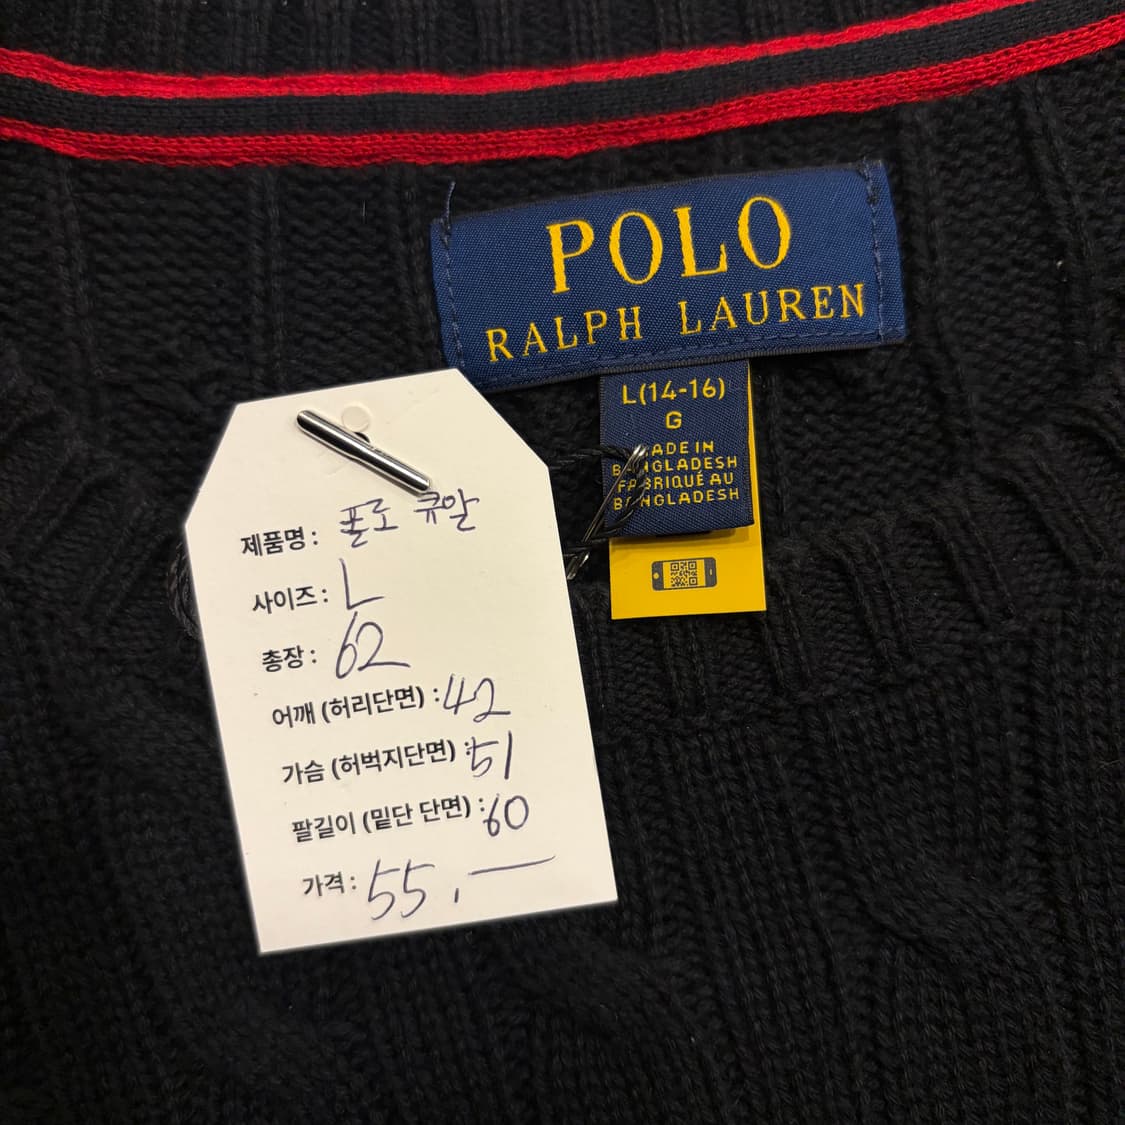 POLO
RALPH LAUREN
L(14-16)
G
MADE IN
BANGLADESH
FABRIQUÉ AU
BANGLADESH
제품명 : 폴로 큐알
사이즈 : L
총장 : 62
어깨 (허리단면) : 42
가슴 (허벅지단면) : 51
팔길이 (밑단 단면) : 60
가격 : 55,—